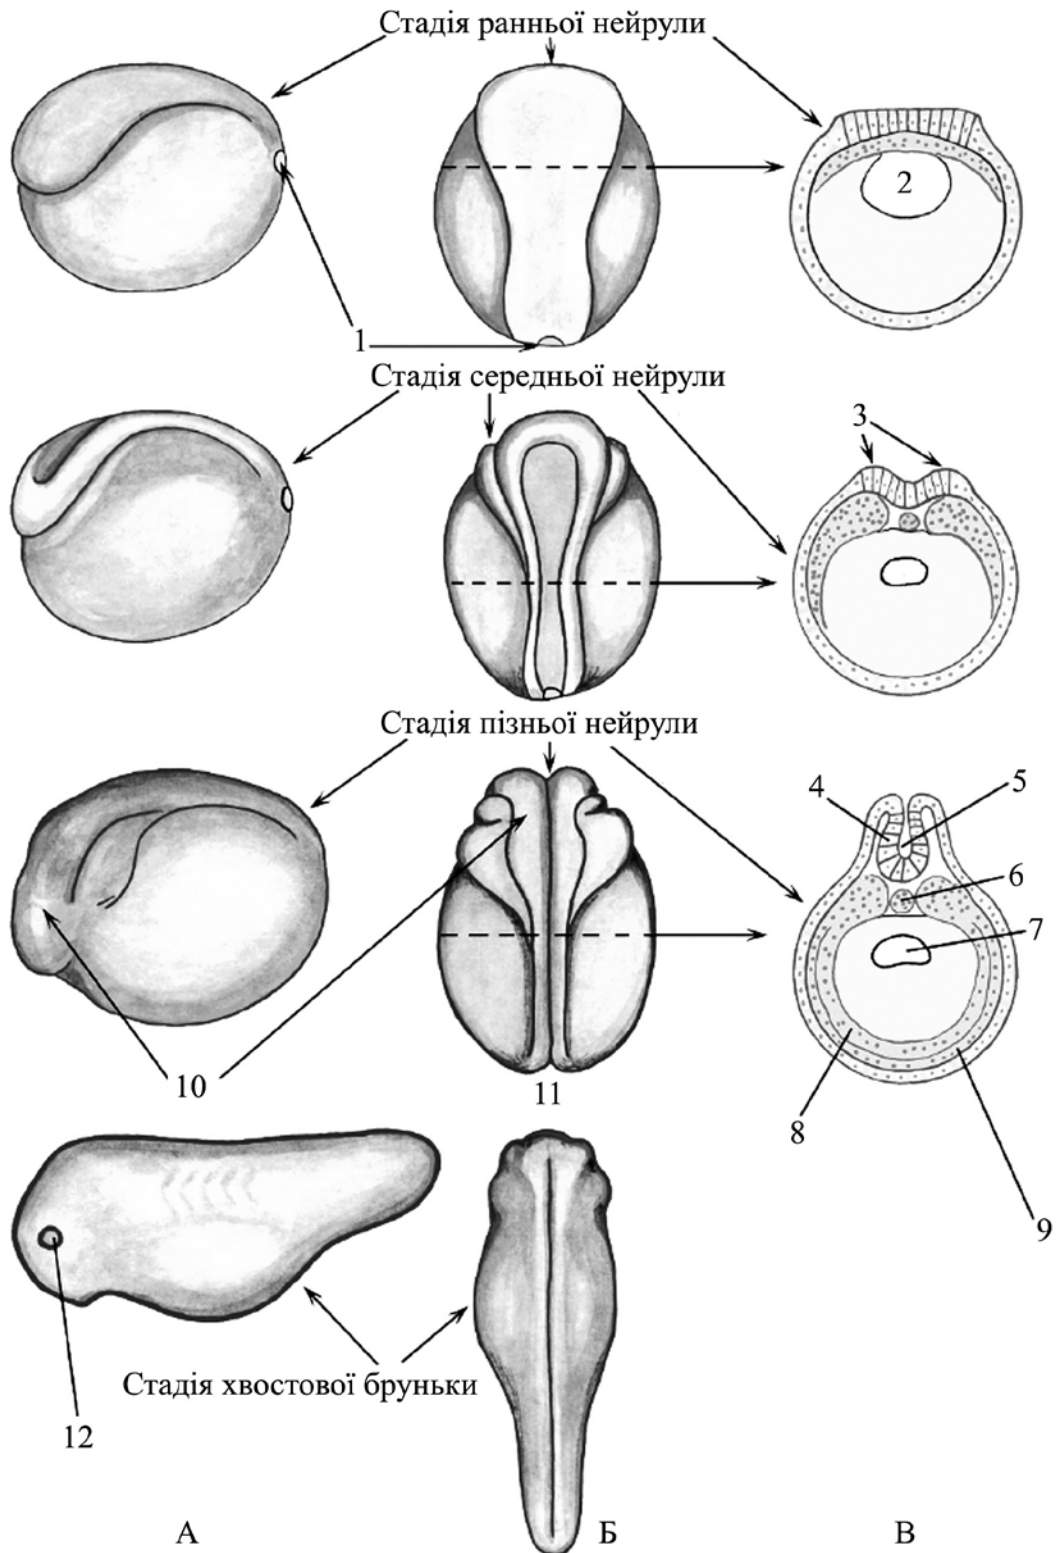 Стадія ранньої нейрули
2
1
Стадія середньої нейрули
3
Стадія пізньої нейрули
4
5
6
7
10
11
8
9
Стадія хвостової бруньки
12
А
Б
В